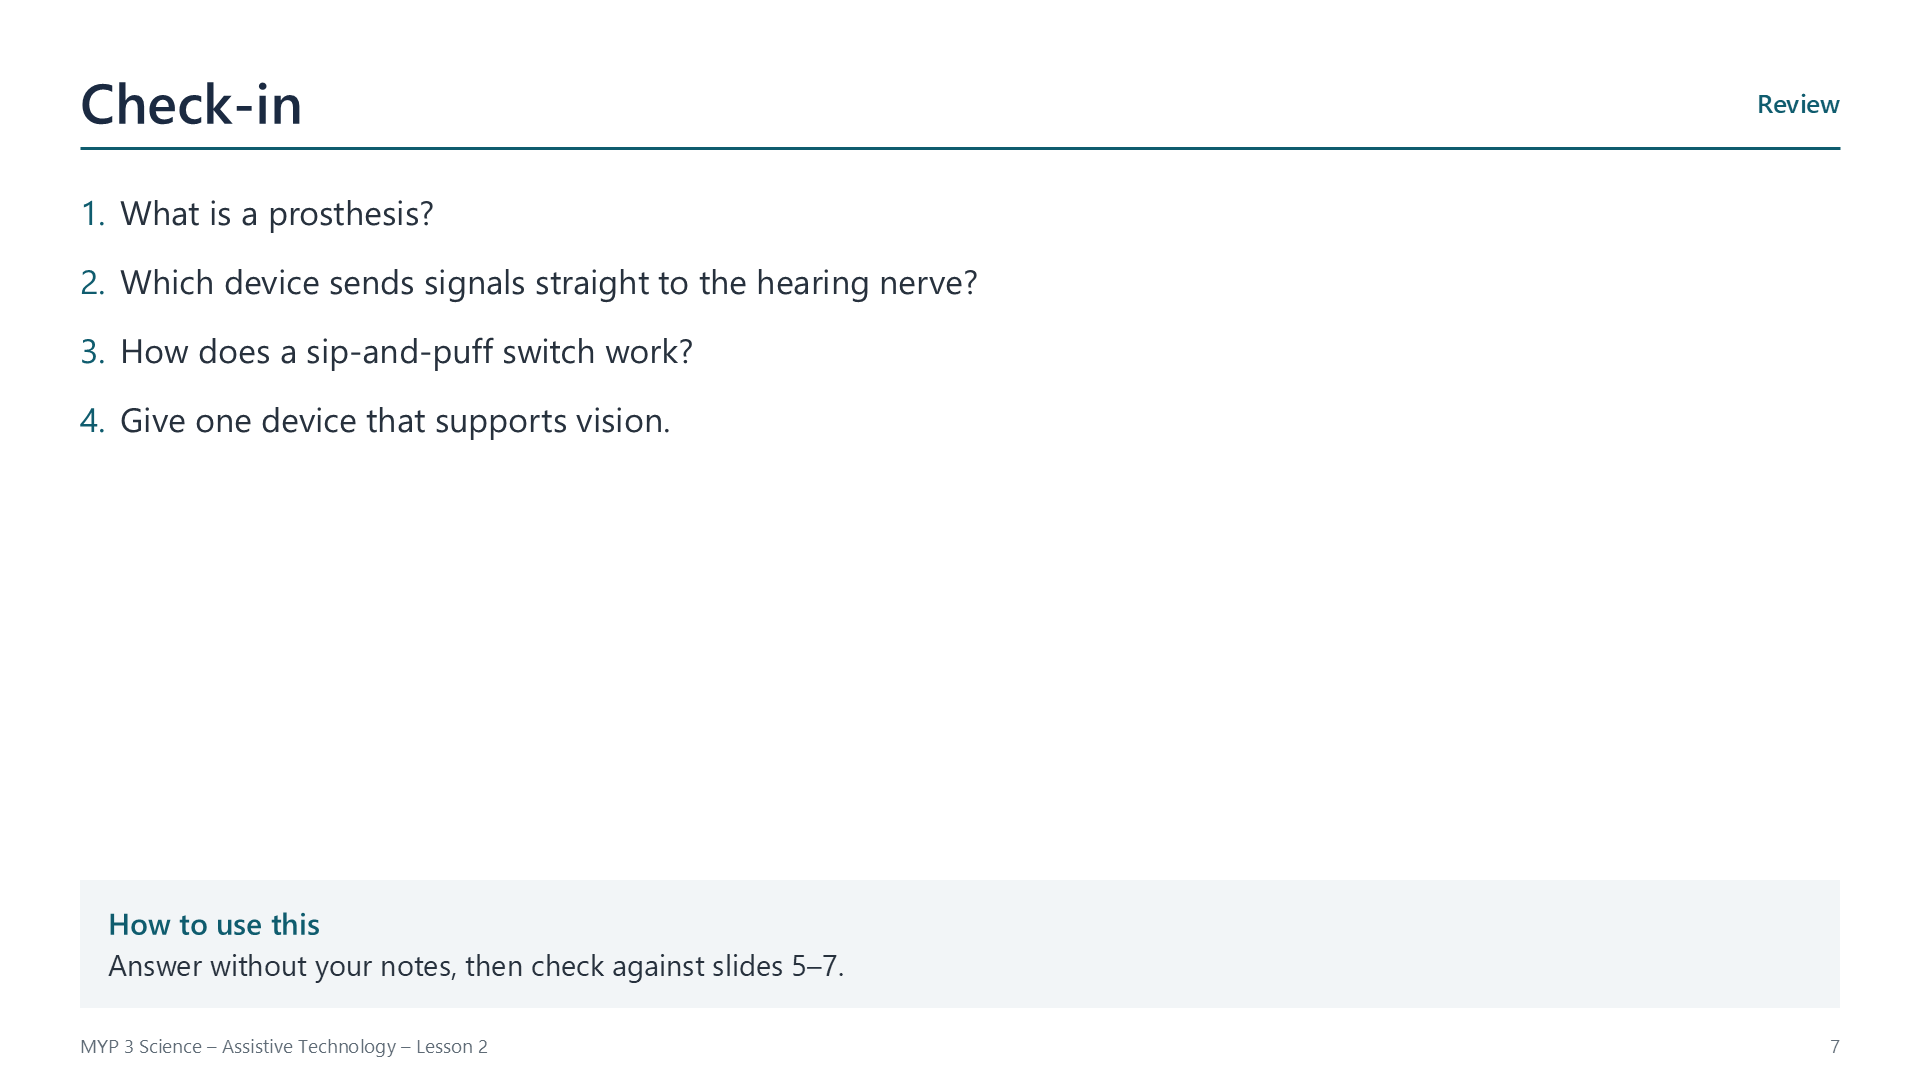 Check-in
Review
1. What is a prosthesis?
2. Which device sends signals straight to the hearing nerve?
3. How does a sip-and-puff switch work?
4. Give one device that supports vision.
How to use this
Answer without your notes, then check against slides 5–7.
MYP 3 Science – Assistive Technology – Lesson 2
7